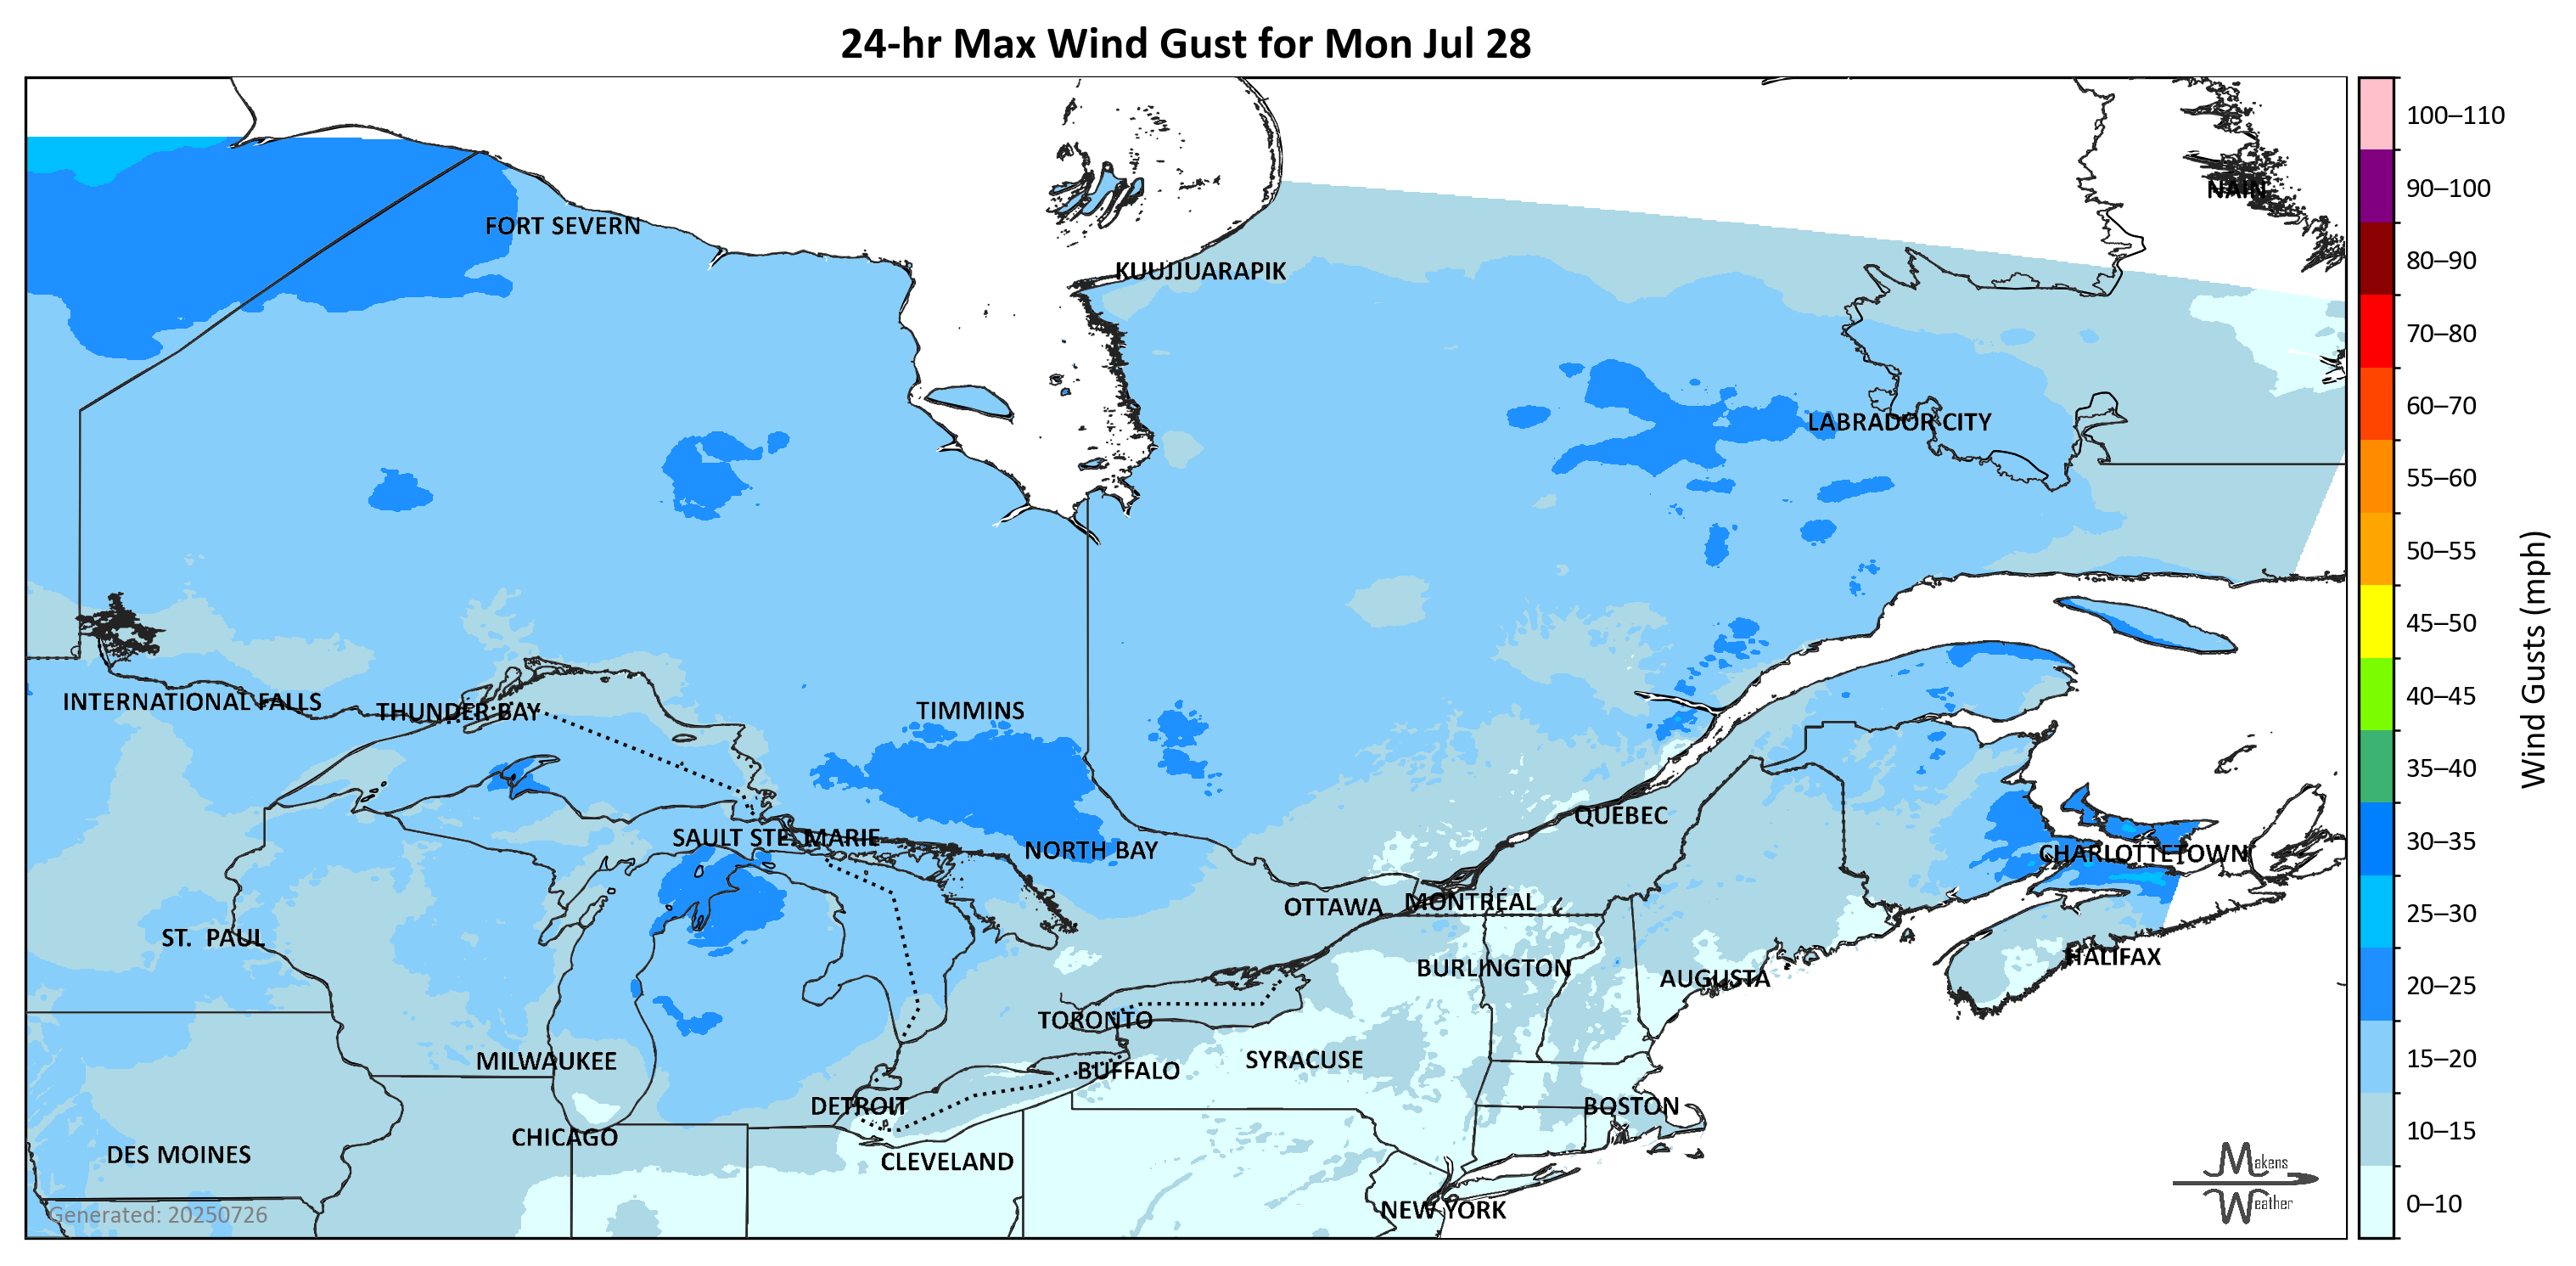 24-hr Max Wind Gust for Mon Jul 28
NAIN
FORT SEVERN
KUUJJUARAPIK
LABRADOR CITY
INTERNATIONAL FALLS
THUNDER BAY
TIMMINS
SAULT STE. MARIE
NORTH BAY
QUEBEC
CHARLOTTETOWN
OTTAWA
MONTRÉAL
ST. PAUL
HALIFAX
BURLINGTON
AUGUSTA
TORONTO
MILWAUKEE
SYRACUSE
BUFFALO
DETROIT
BOSTON
CHICAGO
DES MOINES
CLEVELAND
NEW YORK
Generated: 20250726
Makens
Weather
100–110
90–100
80–90
70–80
60–70
55–60
50–55
45–50
40–45
35–40
30–35
25–30
20–25
15–20
10–15
0–10
Wind Gusts (mph)